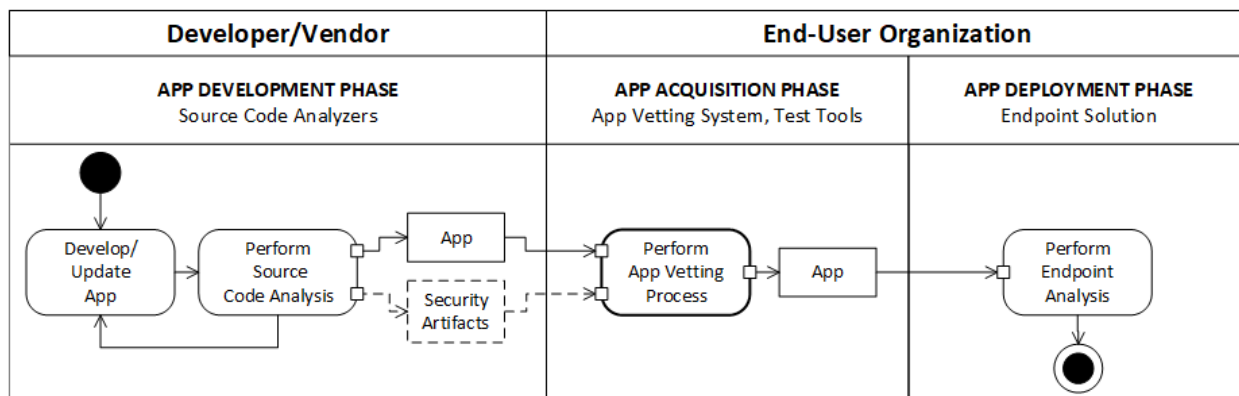 Developer/Vendor
End-User Organization
APP DEVELOPMENT PHASE
Source Code Analyzers
APP ACQUISITION PHASE
App Vetting System, Test Tools
APP DEPLOYMENT PHASE
Endpoint Solution
Develop/
Update
App
Perform
Source
Code Analysis
App
Security
Artifacts
Perform
App Vetting
Process
App
Perform
Endpoint
Analysis